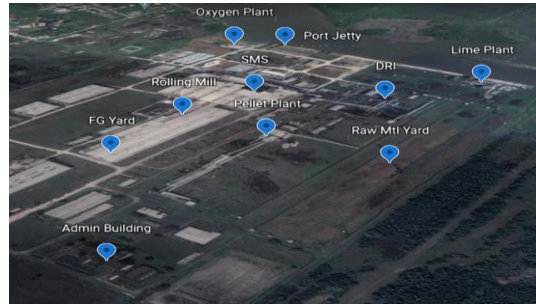 Oxygen Plant
Port Jetty
Lime Plant
SMS
DRI
Rolling Mill
Pellet Plant
FG Yard
Raw Mtl Yard
Admin Building